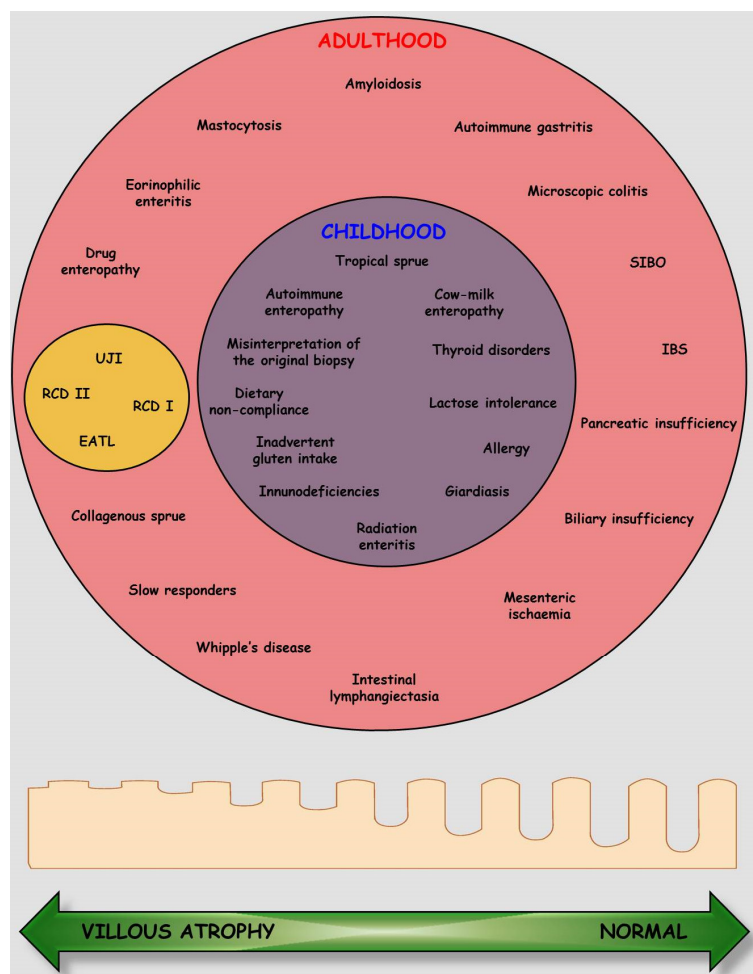 ADULTHOOD
Amyloidosis
Mastocytosis
Autoimmune gastritis
Eorinophilic
enteritis
Microscopic colitis
Drug
enteropathy
SIBO
IBS
Pancreatic insufficiency
Biliary insufficiency
Mesenteric
ischaemia
Intestinal
lymphangiectasia
Whipple's disease
Slow responders
Collagenous sprue
UJI
RCD II
RCD I
EATL
CHILDHOOD
Tropical sprue
Autoimmune
enteropathy
Cow-milk
enteropathy
Misinterpretation of
the original biopsy
Thyroid disorders
Dietary
non-compliance
Lactose intolerance
Inadvertent
gluten intake
Allergy
Innunodeficiencies
Giardiasis
Radiation
enteritis
VILLOUS ATROPHY
NORMAL